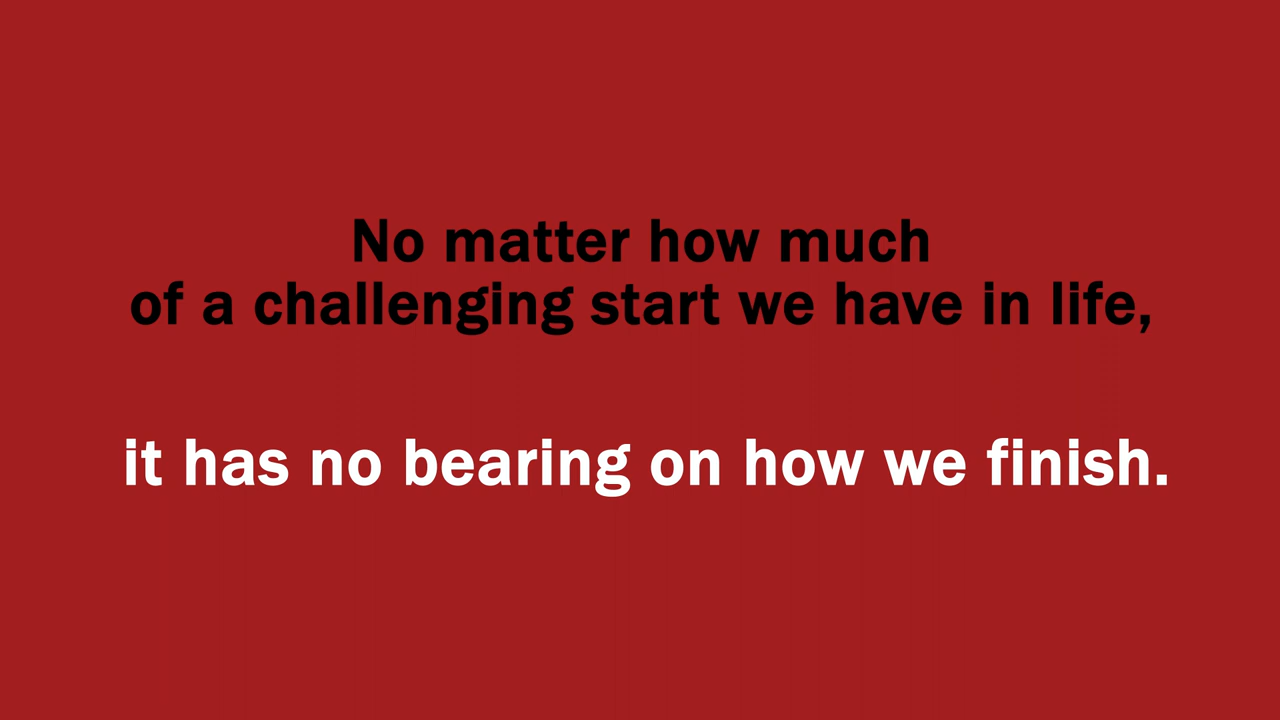 No matter how much
of a challenging start we have in life,
it has no bearing on how we finish.